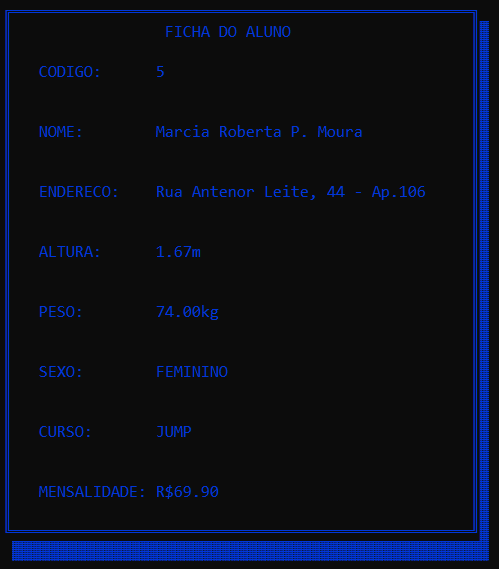 FICHA DO ALUNO
CODIGO: 5
NOME: Marcia Roberta P. Moura
ENDERECO: Rua Antenor Leite, 44 - Ap.106
ALTURA: 1.67m
PESO: 74.00kg
SEXO: FEMININO
CURSO: JUMP
MENSALIDADE: R$69.90